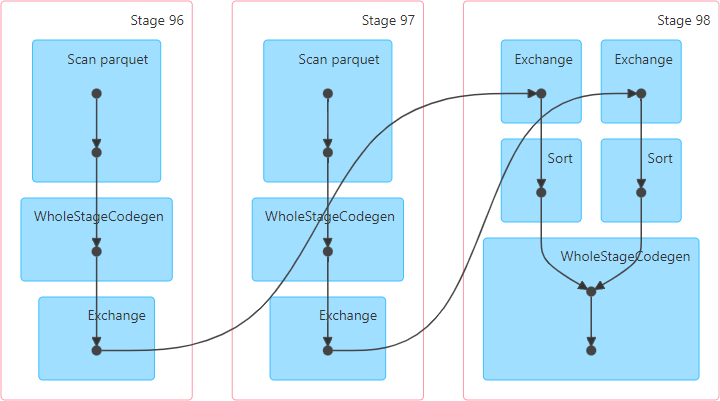 Stage 96
Scan parquet
WholeStageCodegen
Exchange
Stage 97
Scan parquet
WholeStageCodegen
Exchange
Stage 98
Exchange
Exchange
Sort
Sort
WholeStageCodegen